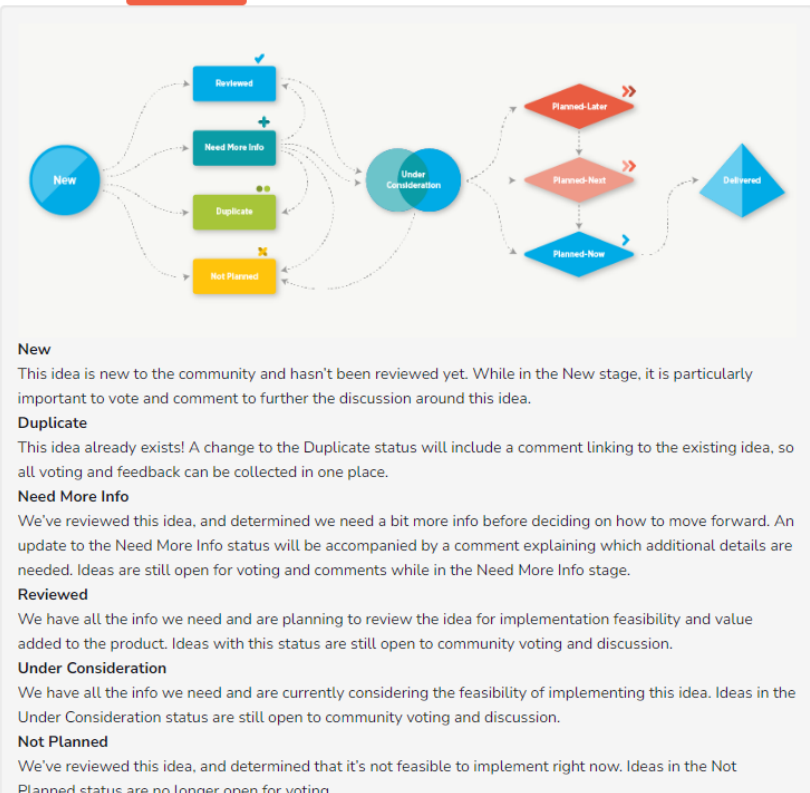 Reviewed
Need More Info
Duplicate
Not Planned
New
Under
Consideration
Planned-Later
Planned-Next
Planned-Now
Delivered
New
This idea is new to the community and hasn’t been reviewed yet. While in the New stage, it is particularly
important to vote and comment to further the discussion around this idea.
Duplicate
This idea already exists! A change to the Duplicate status will include a comment linking to the existing idea, so
all voting and feedback can be collected in one place.
Need More Info
We’ve reviewed this idea, and determined we need a bit more info before deciding on how to move forward. An
update to the Need More Info status will be accompanied by a comment explaining which additional details are
needed. Ideas are still open for voting and comments while in the Need More Info stage.
Reviewed
We have all the info we need and are planning to review the idea for implementation feasibility and value
added to the product. Ideas with this status are still open to community voting and discussion.
Under Consideration
We have all the info we need and are currently considering the feasibility of implementing this idea. Ideas in the
Under Consideration status are still open to community voting and discussion.
Not Planned
We’ve reviewed this idea, and determined that it’s not feasible to implement right now. Ideas in the Not
Planned status are no longer open for voting